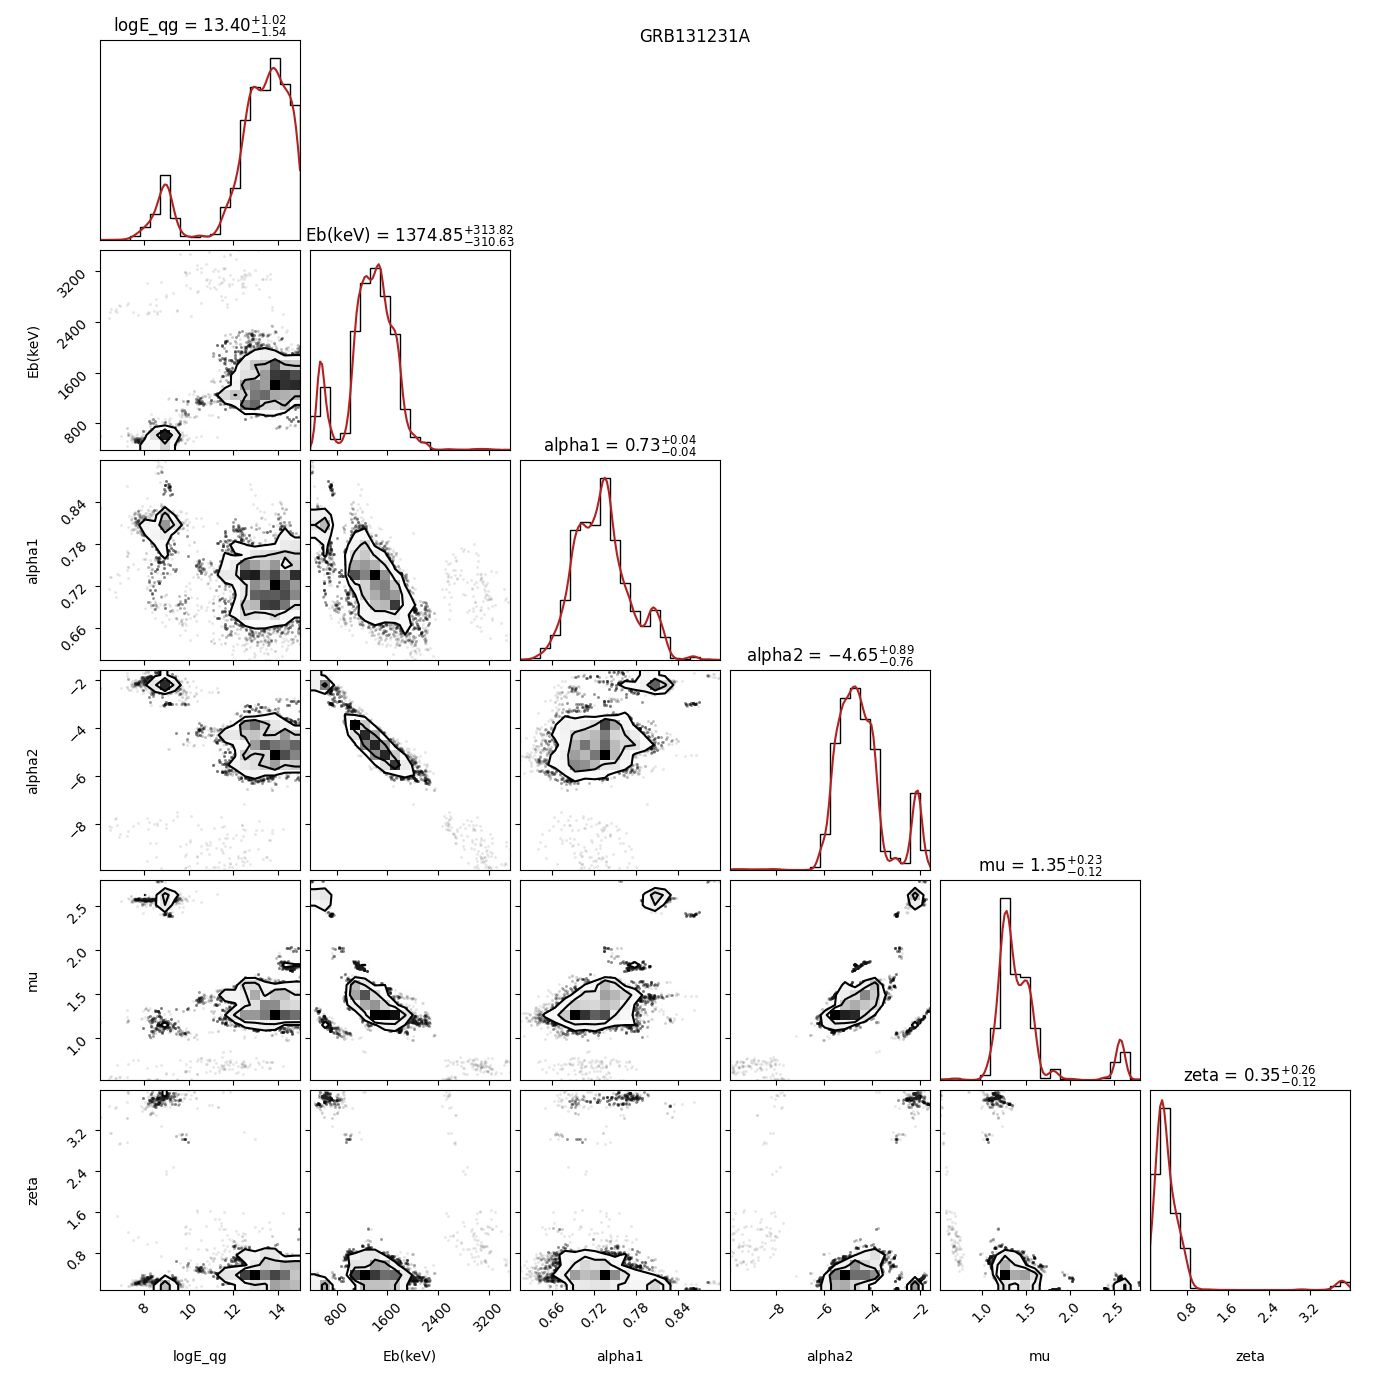 GRB131231A
logE_qg = 13.40+1.02 −1.54
Eb(keV) = 1374.85+313.82 −310.63
3200
2400
1600
800
Eb(keV)
alpha1 = 0.73+0.04 −0.04
0.84
0.78
0.72
0.66
alpha1
alpha2 = −4.65+0.89 −0.76
−2
−4
−6
−8
alpha2
mu = 1.35+0.23 −0.12
2.5
2.0
1.5
1.0
mu
zeta = 0.35+0.26 −0.12
3.2
2.4
1.6
0.8
zeta
8 10 12 14 800 1600 2400 3200 0.66 0.72 0.78 0.84 −8 −6 −4 −2 1.0 1.5 2.0 2.5 0.8 1.6 2.4 3.2
logE_qg Eb(keV) alpha1 alpha2 mu zeta